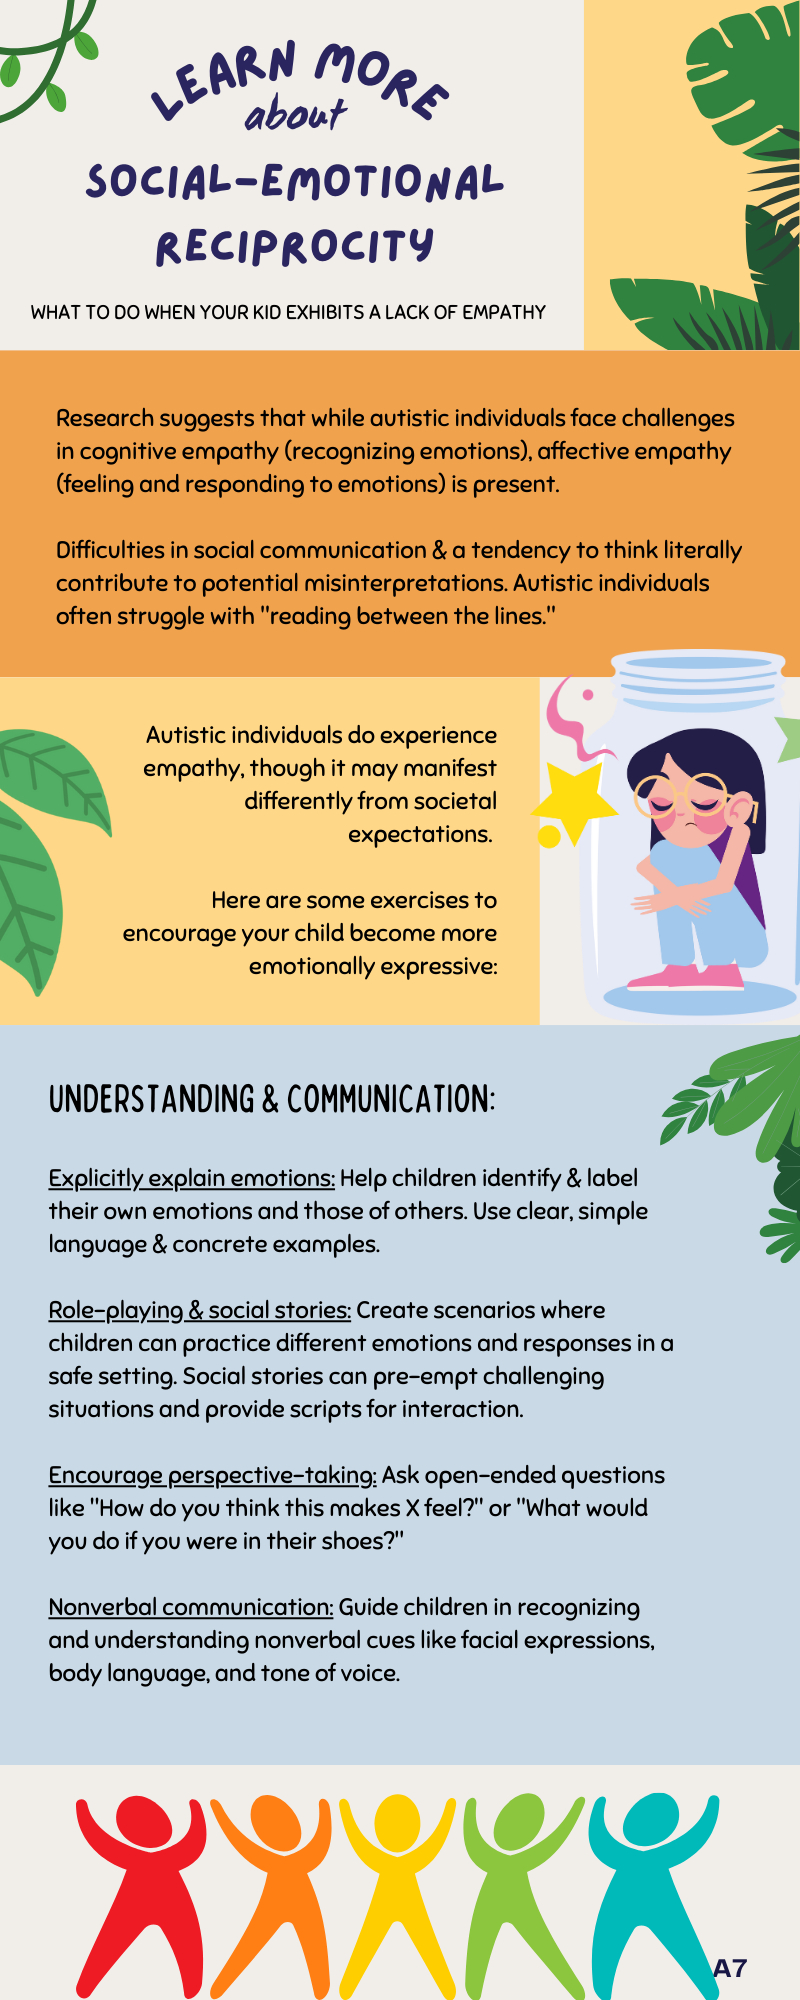 LEARN MORE
about
SOCIAL-EMOTIONAL
RECIPROCITY
WHAT TO DO WHEN YOUR KID EXHIBITS A LACK OF EMPATHY
Research suggests that while autistic individuals face challenges
in cognitive empathy (recognizing emotions), affective empathy
(feeling and responding to emotions) is present.
Difficulties in social communication & a tendency to think literally
contribute to potential misinterpretations. Autistic individuals
often struggle with "reading between the lines."
Autistic individuals do experience
empathy, though it may manifest
differently from societal
expectations.
Here are some exercises to
encourage your child become more
emotionally expressive:
UNDERSTANDING & COMMUNICATION:
Explicitly explain emotions: Help children identify & label
their own emotions and those of others. Use clear, simple
language & concrete examples.
Role-playing & social stories: Create scenarios where
children can practice different emotions and responses in a
safe setting. Social stories can pre-empt challenging
situations and provide scripts for interaction.
Encourage perspective-taking: Ask open-ended questions
like "How do you think this makes X feel?" or "What would
you do if you were in their shoes?"
Nonverbal communication: Guide children in recognizing
and understanding nonverbal cues like facial expressions,
body language, and tone of voice.
A7